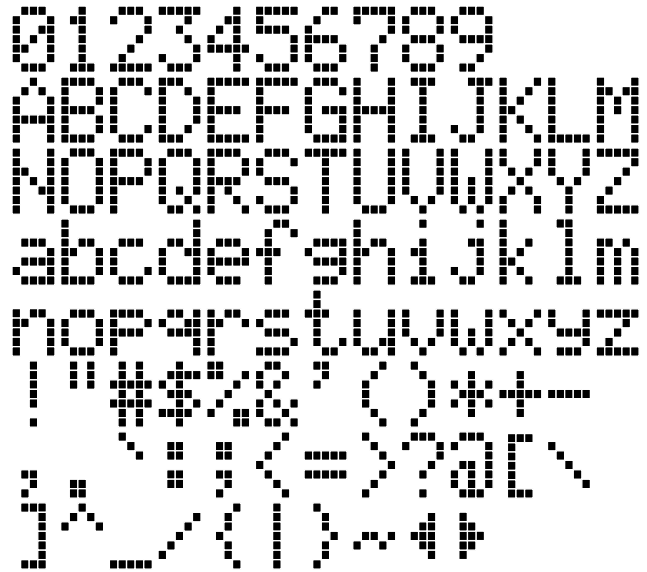 0123456789
ABCDEFGHIJKLM
NOPQRSTUVWXYZ
abcdefghijklm
nopqrstuvwxyz
!"#$%&'()*+-
,.`:;<=>?@[\
]^_/{|}~◀▶